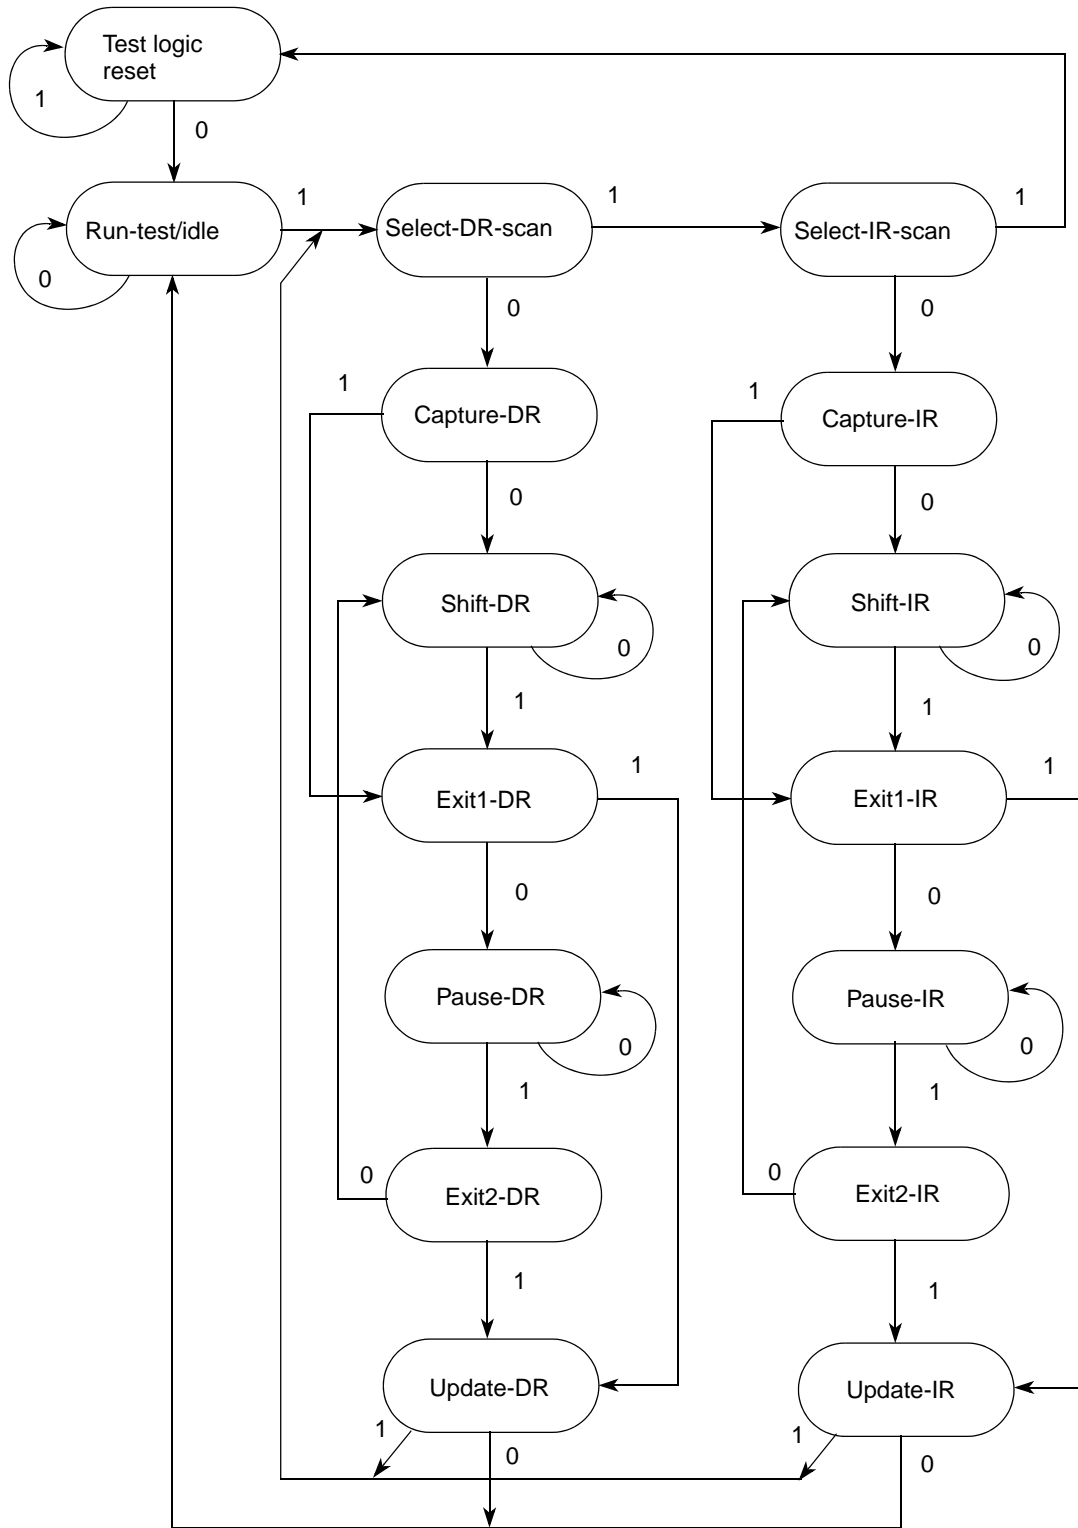 Test logic
reset
1
0
Run-test/idle
1
Select-DR-scan
1
Select-IR-scan
1
0
0
0
1
Capture-DR
1
Capture-IR
0
0
Shift-DR
0
Shift-IR
0
1
1
Exit1-DR
1
Exit1-IR
1
0
0
Pause-DR
0
Pause-IR
0
1
1
0
Exit2-DR
0
Exit2-IR
1
1
Update-DR
Update-IR
1
0
1
0